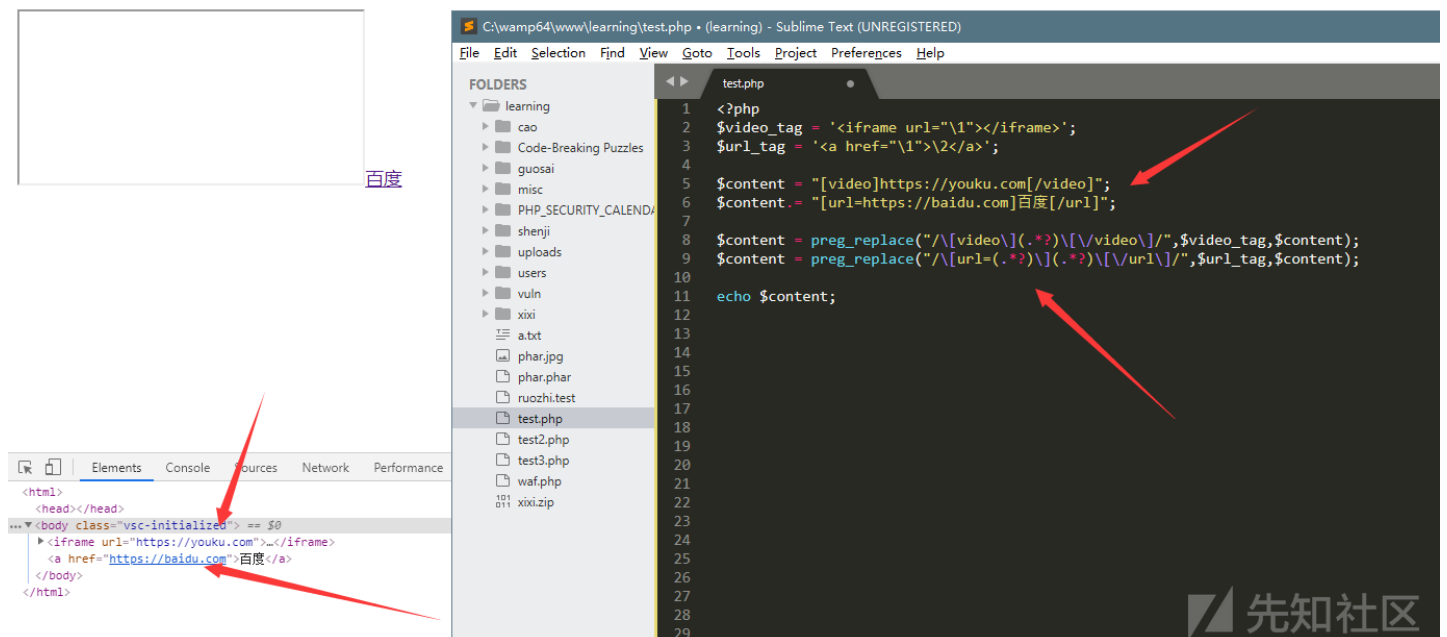 百度
Elements Console Sources Network Performance
<html>
<head></head>
…▼<body class="vsc-initialized"> == $0
▶<iframe url="https://youku.com">…</iframe>
<a href="https://baidu.com">百度</a>
</body>
</html>
C:\wamp64\www\learning\test.php • (learning) - Sublime Text (UNREGISTERED)
File Edit Selection Find View Goto Tools Project Preferences Help
FOLDERS
learning
cao
Code-Breaking Puzzles
guosai
misc
PHP_SECURITY_CALENDA
shenji
uploads
users
vuln
xixi
a.txt
phar.jpg
phar.phar
ruozhi.test
test.php
test2.php
test3.php
waf.php
xixi.zip
test.php
1 <?php
2 $video_tag = '<iframe url="\1"></iframe>';
3 $url_tag = '<a href="\1">\2</a>';
4
5 $content = "[video]https://youku.com[/video]";
6 $content.= "[url=https://baidu.com]百度[/url]";
7
8 $content = preg_replace("/\[video\](.*?)\[\/video\]/",$video_tag,$content);
9 $content = preg_replace("/\[url=(.*?)\](.*?)\[\/url\]/",$url_tag,$content);
10
11 echo $content;
12
13
14
15
16
17
18
19
20
21
22
23
24
25
26
27
28
29
先知社区